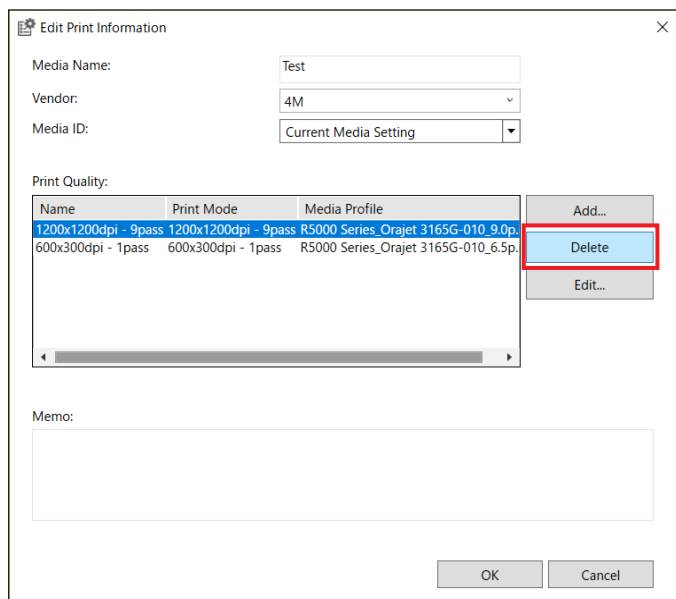 Edit Print Information
Media Name: Test
Vendor: 4M
Media ID: Current Media Setting
Print Quality:
Name Print Mode Media Profile
1200x1200dpi - 9pass 1200x1200dpi - 9pass R5000 Series_Orajet 3165G-010_9.0p.
600x300dpi - 1pass 600x300dpi - 1pass R5000 Series_Orajet 3165G-010_6.5p.
Add...
Delete
Edit...
Memo:
OK Cancel